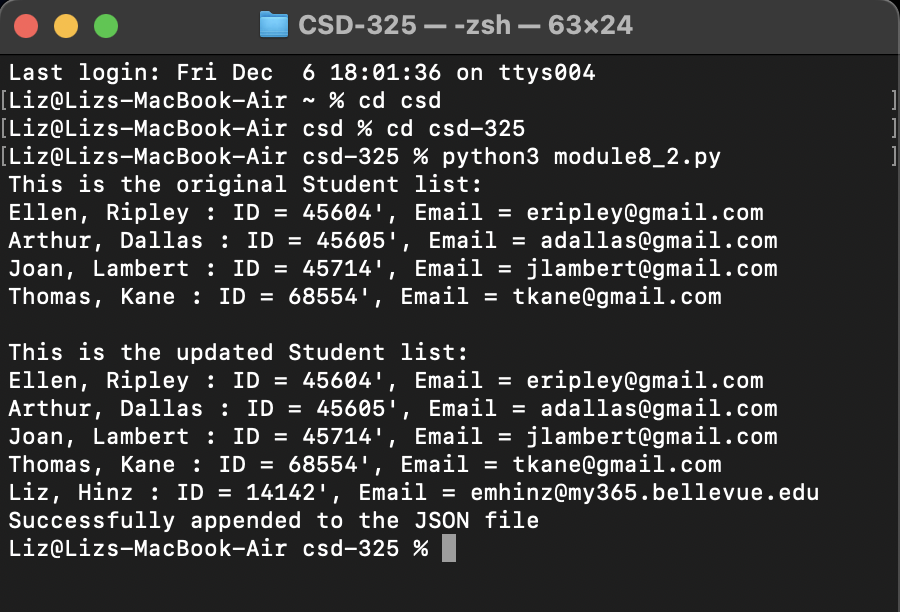 CSD-325 — -zsh — 63×24
Last login: Fri Dec  6 18:01:36 on ttys004
[Liz@Lizs-MacBook-Air ~ % cd csd ]
[Liz@Lizs-MacBook-Air csd % cd csd-325 ]
[Liz@Lizs-MacBook-Air csd-325 % python3 module8_2.py ]
This is the original Student list:
Ellen, Ripley : ID = 45604', Email = eripley@gmail.com
Arthur, Dallas : ID = 45605', Email = adallas@gmail.com
Joan, Lambert : ID = 45714', Email = jlambert@gmail.com
Thomas, Kane : ID = 68554', Email = tkane@gmail.com

This is the updated Student list:
Ellen, Ripley : ID = 45604', Email = eripley@gmail.com
Arthur, Dallas : ID = 45605', Email = adallas@gmail.com
Joan, Lambert : ID = 45714', Email = jlambert@gmail.com
Thomas, Kane : ID = 68554', Email = tkane@gmail.com
Liz, Hinz : ID = 14142', Email = emhinz@my365.bellevue.edu
Successfully appended to the JSON file
Liz@Lizs-MacBook-Air csd-325 %